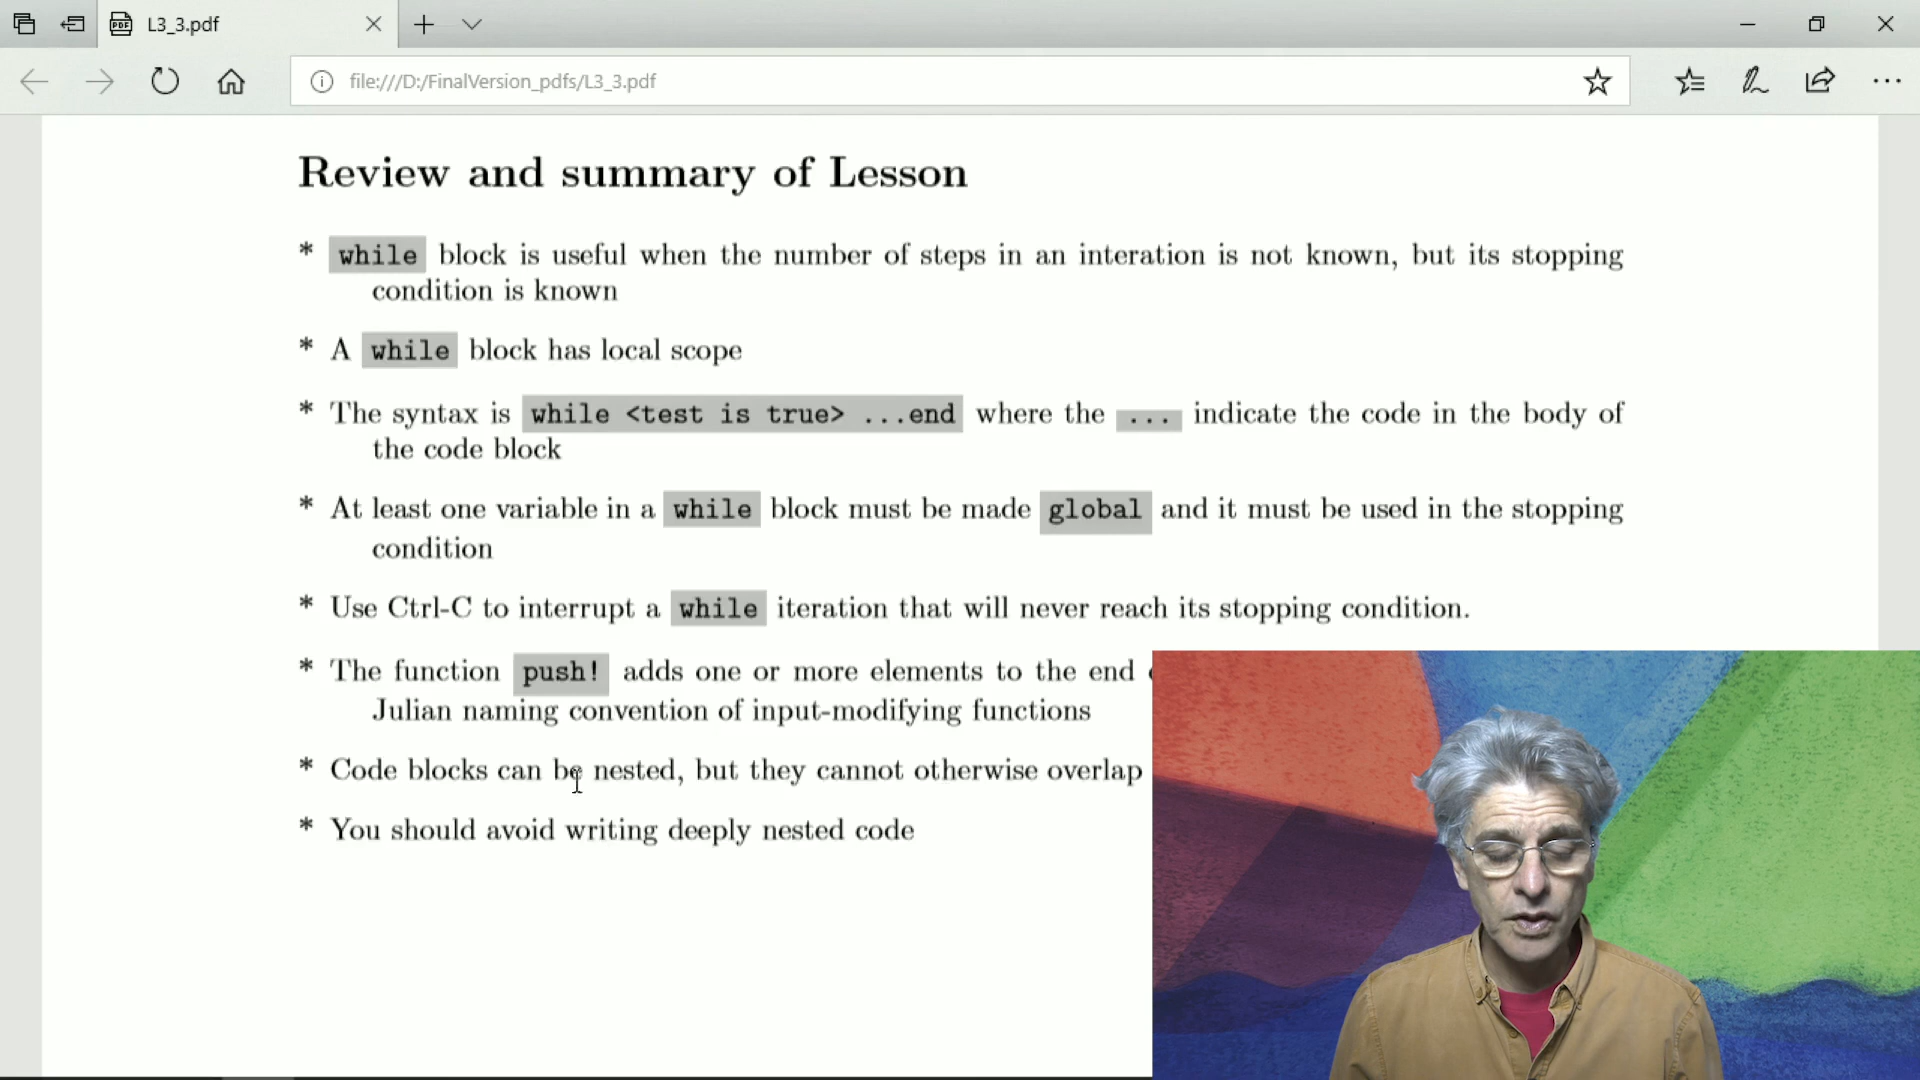 L3_3.pdf
file:///D:/FinalVersion_pdfs/L3_3.pdf
Review and summary of Lesson
* while block is useful when the number of steps in an interation is not known, but its stopping
condition is known
* A while block has local scope
* The syntax is while <test is true> ...end where the ... indicate the code in the body of
the code block
* At least one variable in a while block must be made global and it must be used in the stopping
condition
* Use Ctrl-C to interrupt a while iteration that will never reach its stopping condition.
* The function push! adds one or more elements to the end
Julian naming convention of input-modifying functions
* Code blocks can be nested, but they cannot otherwise overlap
* You should avoid writing deeply nested code